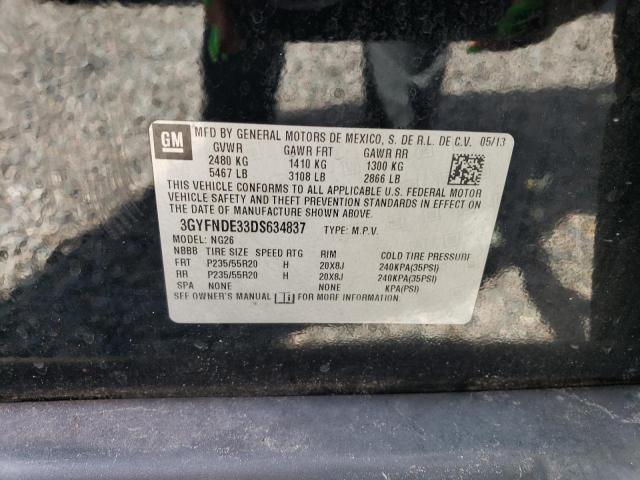 GM MFD BY GENERAL MOTORS DE MEXICO, S. DE R.L. DE C.V. 05/13
GVWR GAWR FRT GAWR RR
2480 KG 1410 KG 1300 KG
5467 LB 3108 LB 2866 LB
THIS VEHICLE CONFORMS TO ALL APPLICABLE U.S. FEDERAL MOTOR
VEHICLE SAFETY AND THEFT PREVENTION STANDARDS IN EFFECT ON
THE DATE OF MANUFACTURE SHOWN ABOVE.
3GYFNDE33DS634837 TYPE: M.P.V.
MODEL: NG26
NBBB TIRE SIZE SPEED RTG RIM COLD TIRE PRESSURE
FRT P235/55R20 H 20X8J 240KPA(35PSI)
RR P235/55R20 H 20X8J 240KPA(35PSI)
SPA NONE NONE KPA(PSI)
SEE OWNER'S MANUAL FOR MORE INFORMATION.